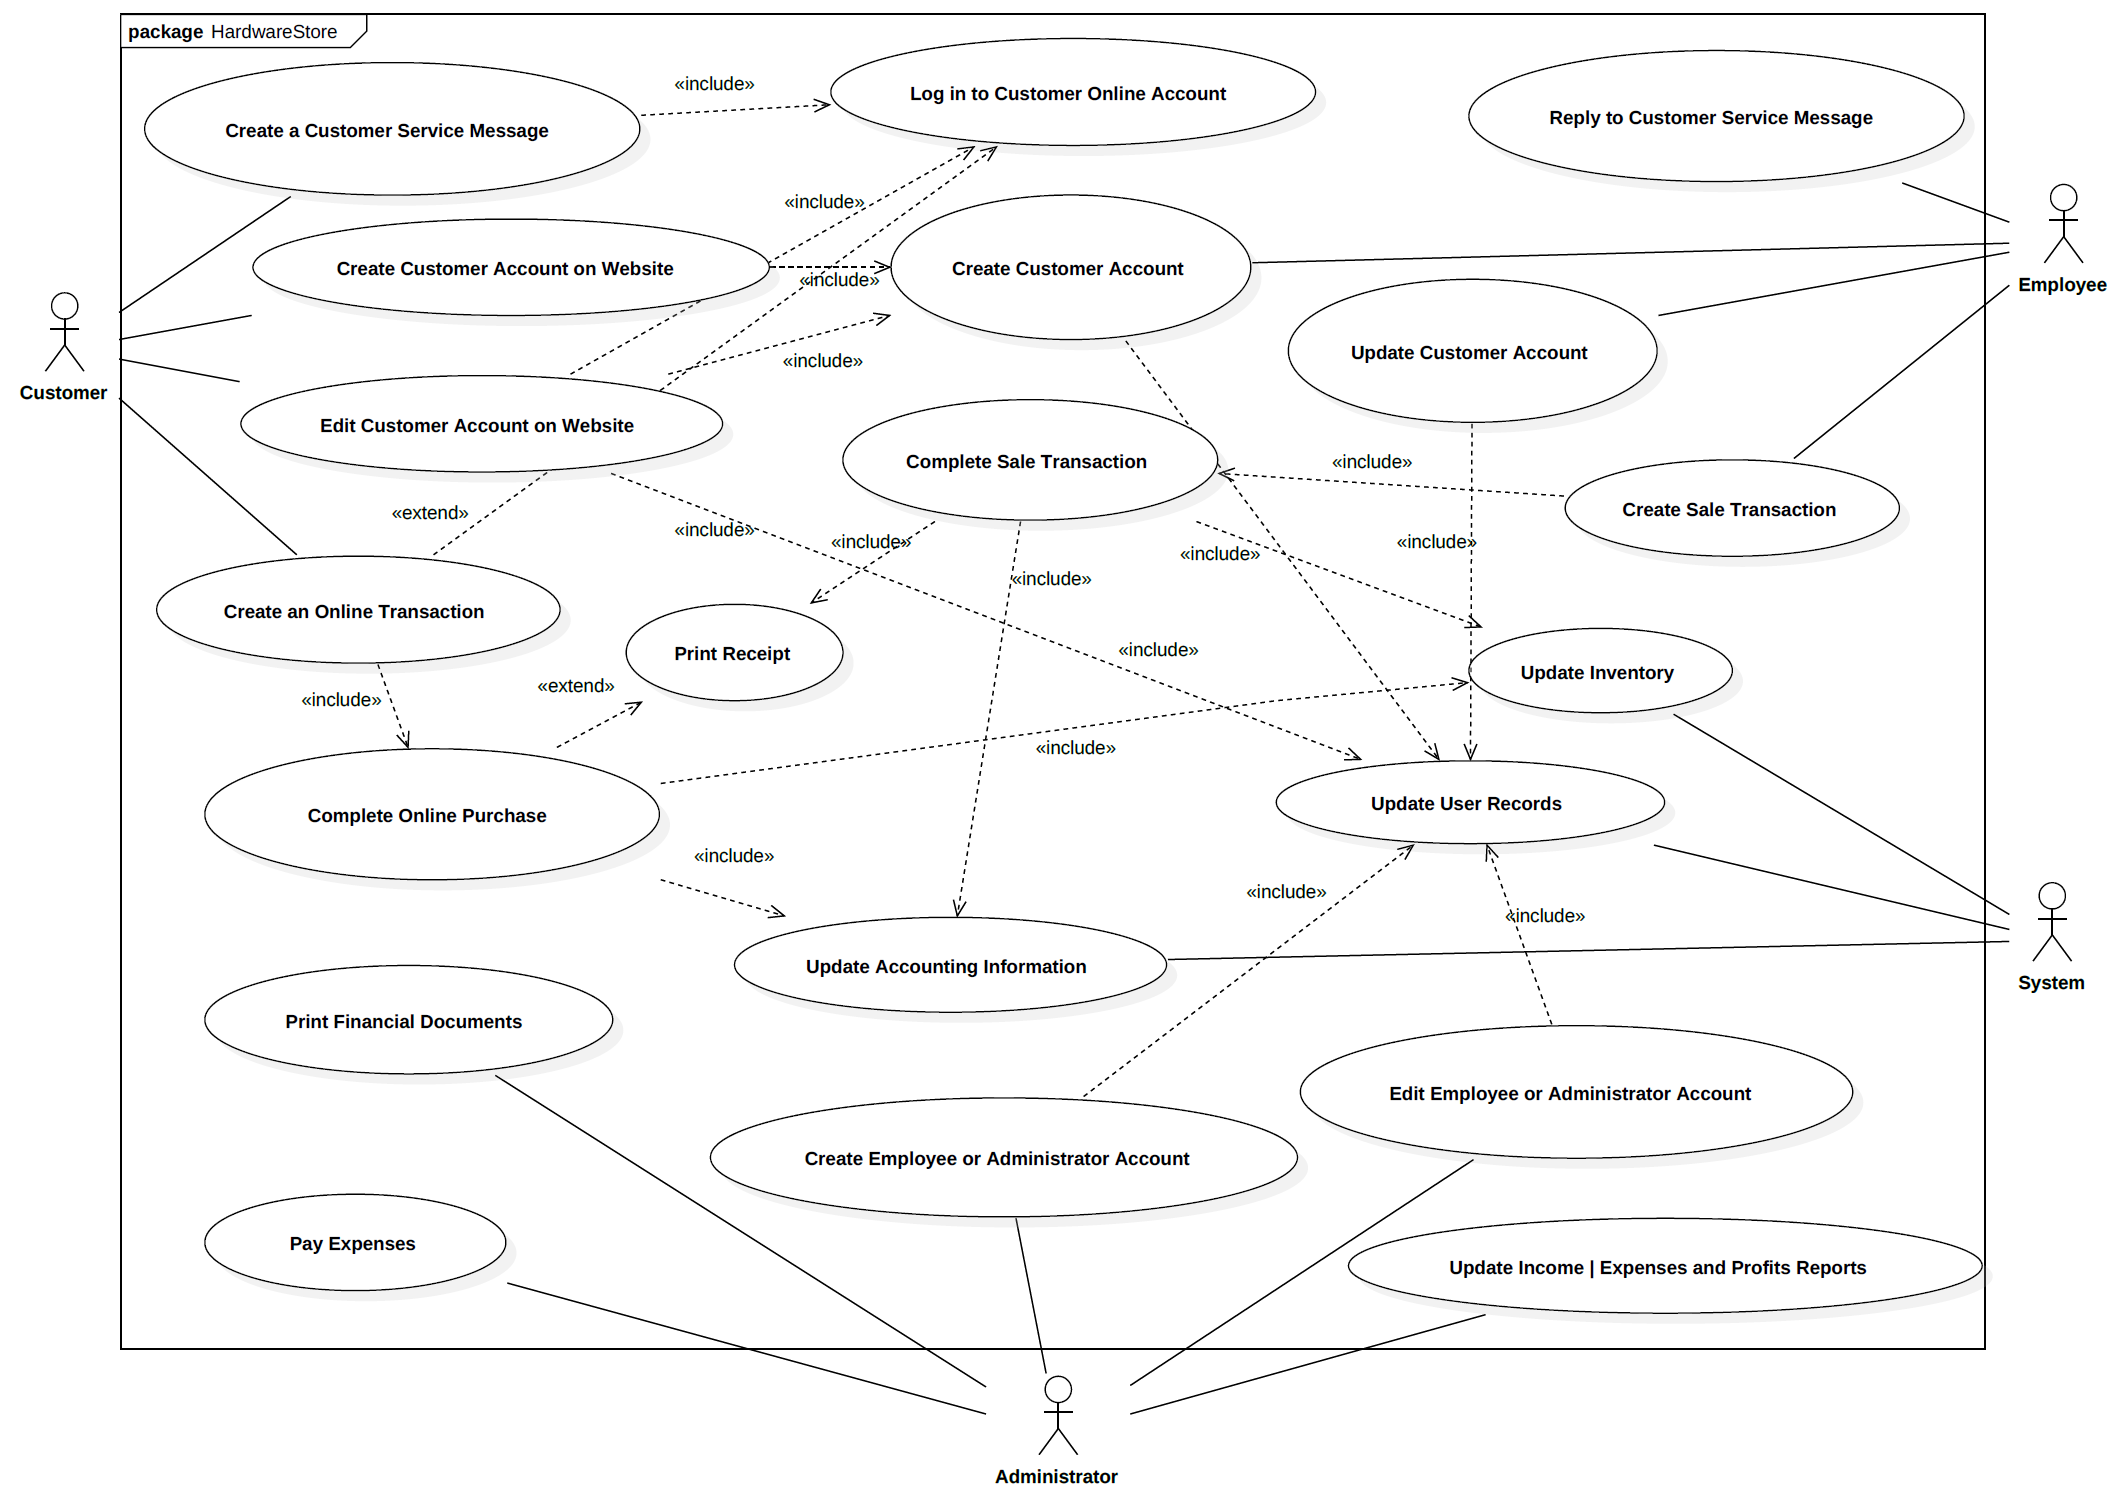 package HardwareStore
«include»
Log in to Customer Online Account
Create a Customer Service Message
Reply to Customer Service Message
«include»
Create Customer Account on Website
«include»
Create Customer Account
Employee
Customer
«include»
Update Customer Account
Edit Customer Account on Website
Complete Sale Transaction
«include»
Create Sale Transaction
«extend»
«include»
«include»
«include»
«include»
«include»
Create an Online Transaction
Print Receipt
«include»
Update Inventory
«extend»
«include»
«include»
Complete Online Purchase
Update User Records
«include»
«include»
«include»
Update Accounting Information
System
Print Financial Documents
Edit Employee or Administrator Account
Create Employee or Administrator Account
Pay Expenses
Update Income | Expenses and Profits Reports
Administrator